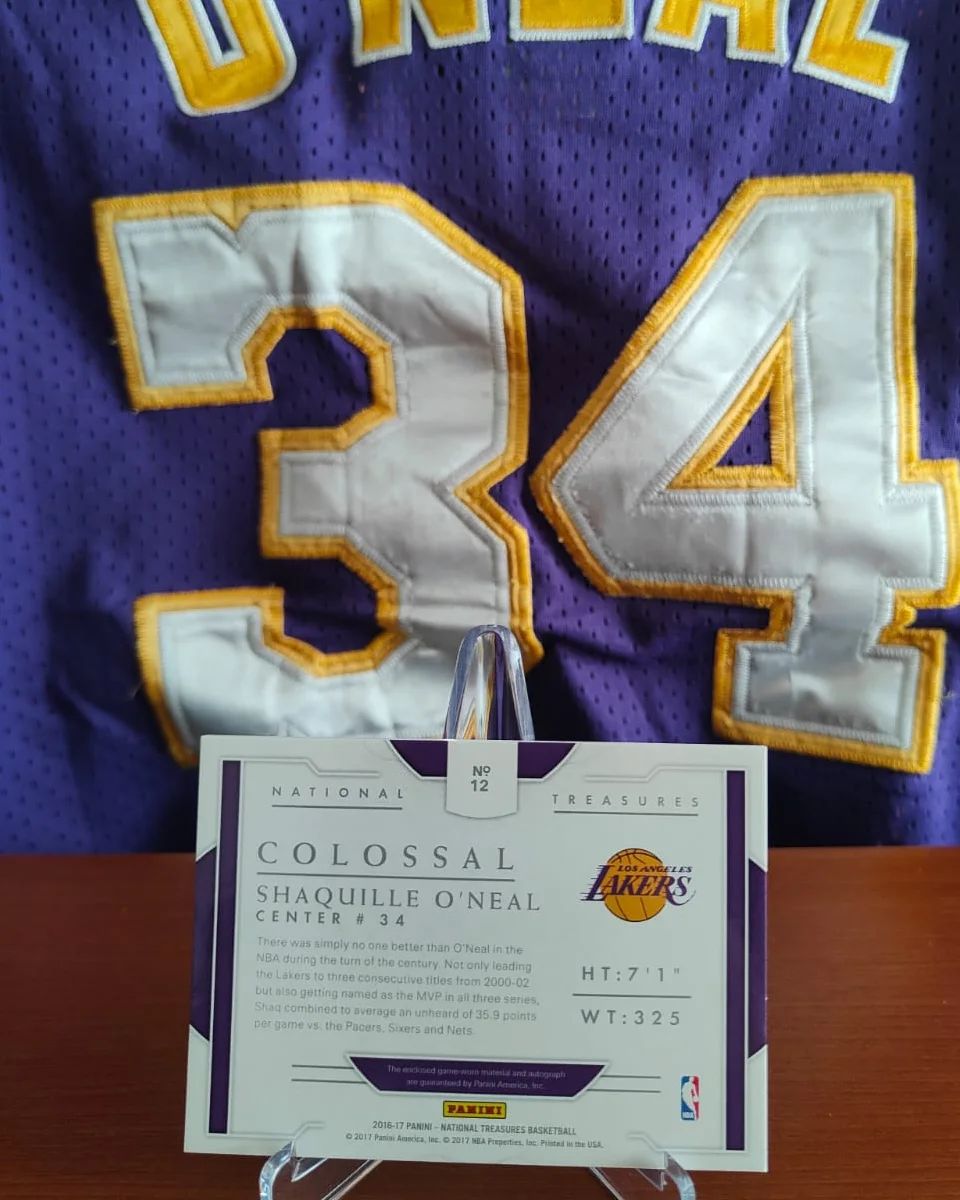 O'NEAL
34
Nº
12
NATIONAL
TREASURES
COLOSSAL
SHAQUILLE O'NEAL
CENTER # 34
There was simply no one better than O'Neal in the
NBA during the turn of the century. Not only leading
the Lakers to three consecutive titles from 2000-02
but also getting named as the MVP in all three series,
Shaq combined to average an unheard of 35.9 points
per game vs. the Pacers, Sixers and Nets.
LOS ANGELES
LAKERS
HT:7'1"
WT:325
The enclosed game-worn material and autograph
are guaranteed by Panini America, Inc.
PANINI
NBA
2016-17 PANINI - NATIONAL TREASURES BASKETBALL
© 2017 Panini America, Inc. © 2017 NBA Properties, Inc. Printed in the USA.